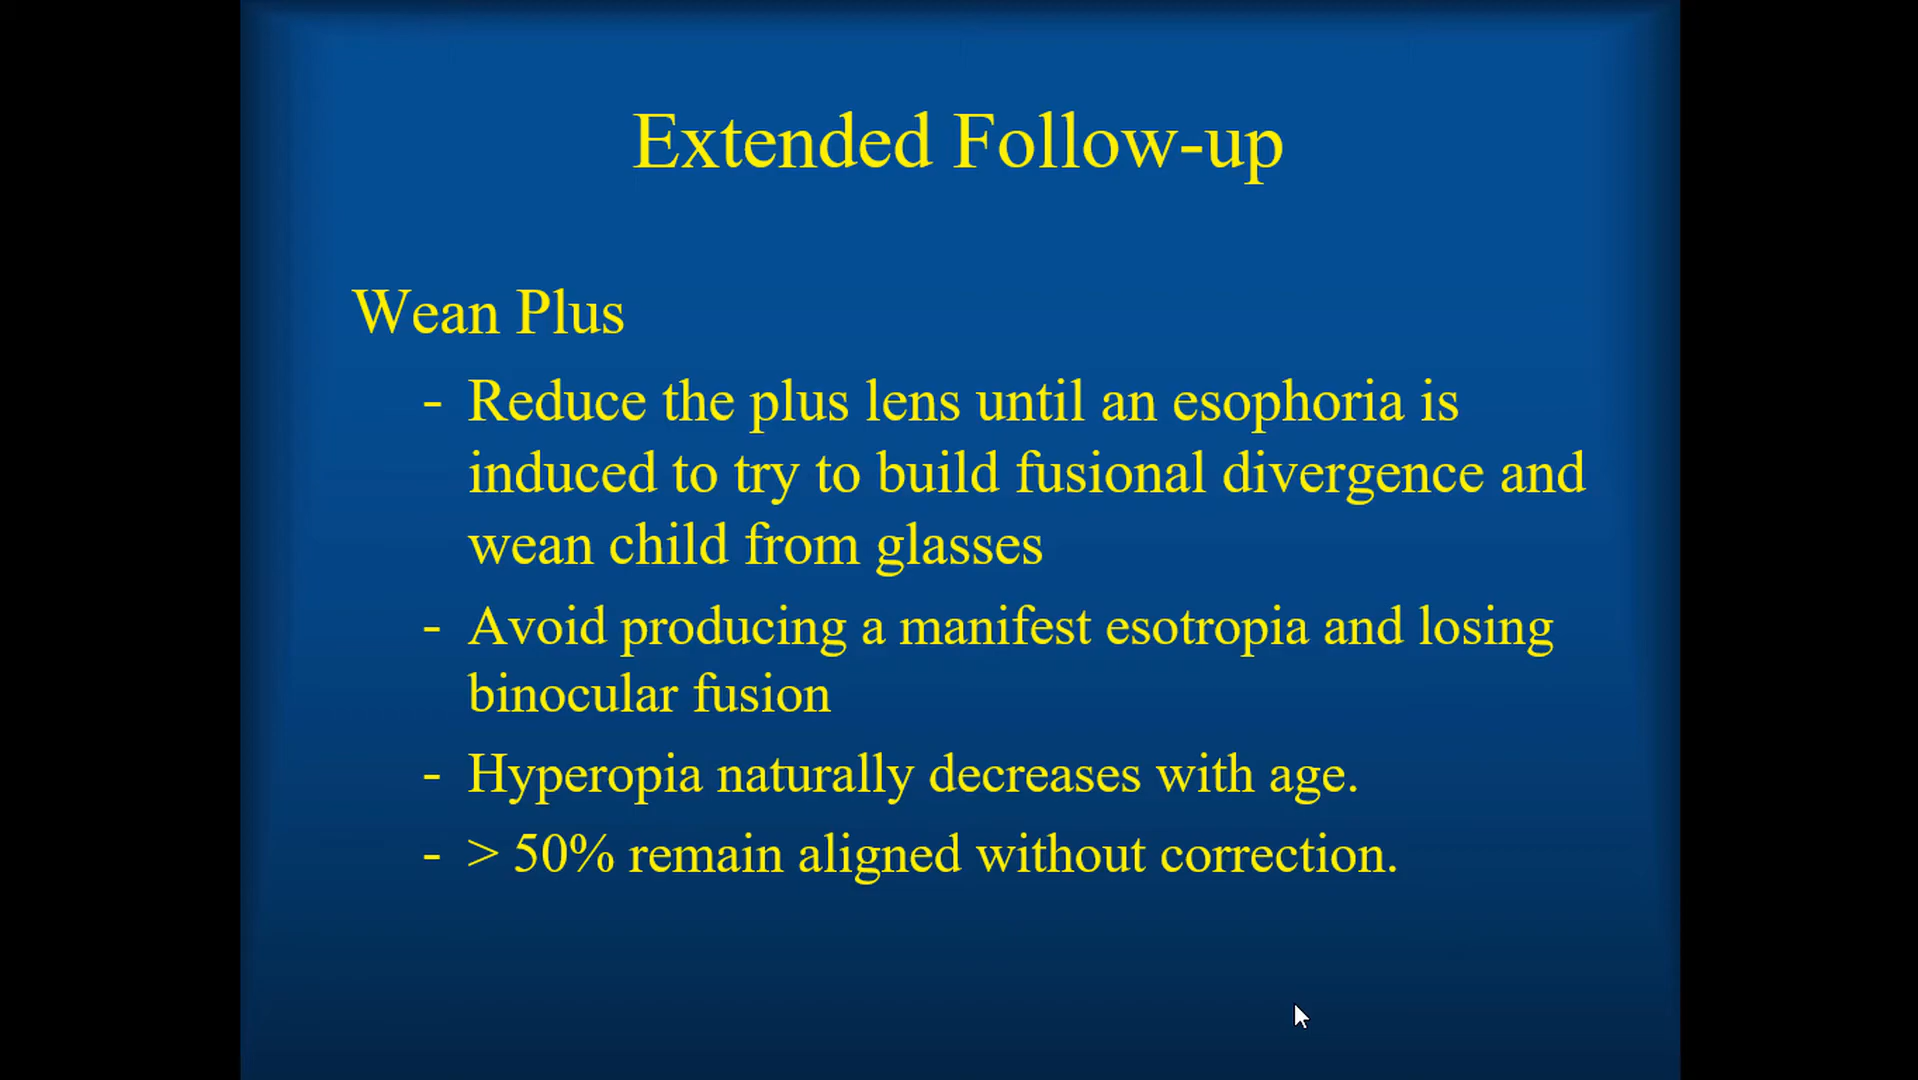 Extended Follow-up
Wean Plus
- Reduce the plus lens until an esophoria is
induced to try to build fusional divergence and
wean child from glasses
- Avoid producing a manifest esotropia and losing
binocular fusion
- Hyperopia naturally decreases with age.
- > 50% remain aligned without correction.